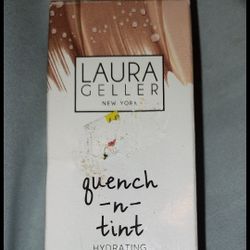 LAURA
GELLER
NEW YORK
quench
-n-
tint
HYDRATING